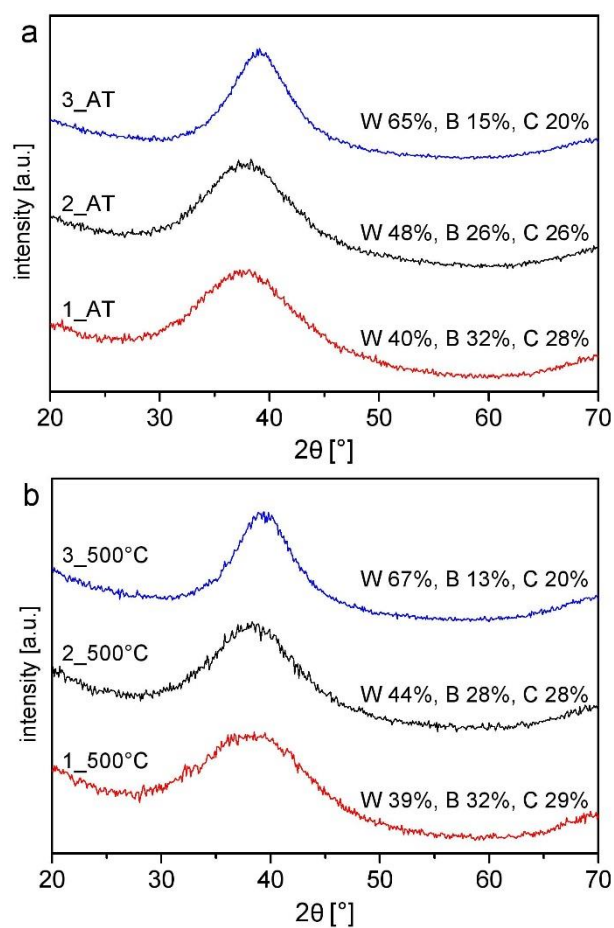 a
3_AT
W 65%, B 15%, C 20%
2_AT
W 48%, B 26%, C 26%
1_AT
W 40%, B 32%, C 28%
intensity [a.u.]
20 30 40 50 60 70
2θ [°]
b
3_500°C
W 67%, B 13%, C 20%
2_500°C
W 44%, B 28%, C 28%
1_500°C
W 39%, B 32%, C 29%
intensity [a.u.]
20 30 40 50 60 70
2θ [°]